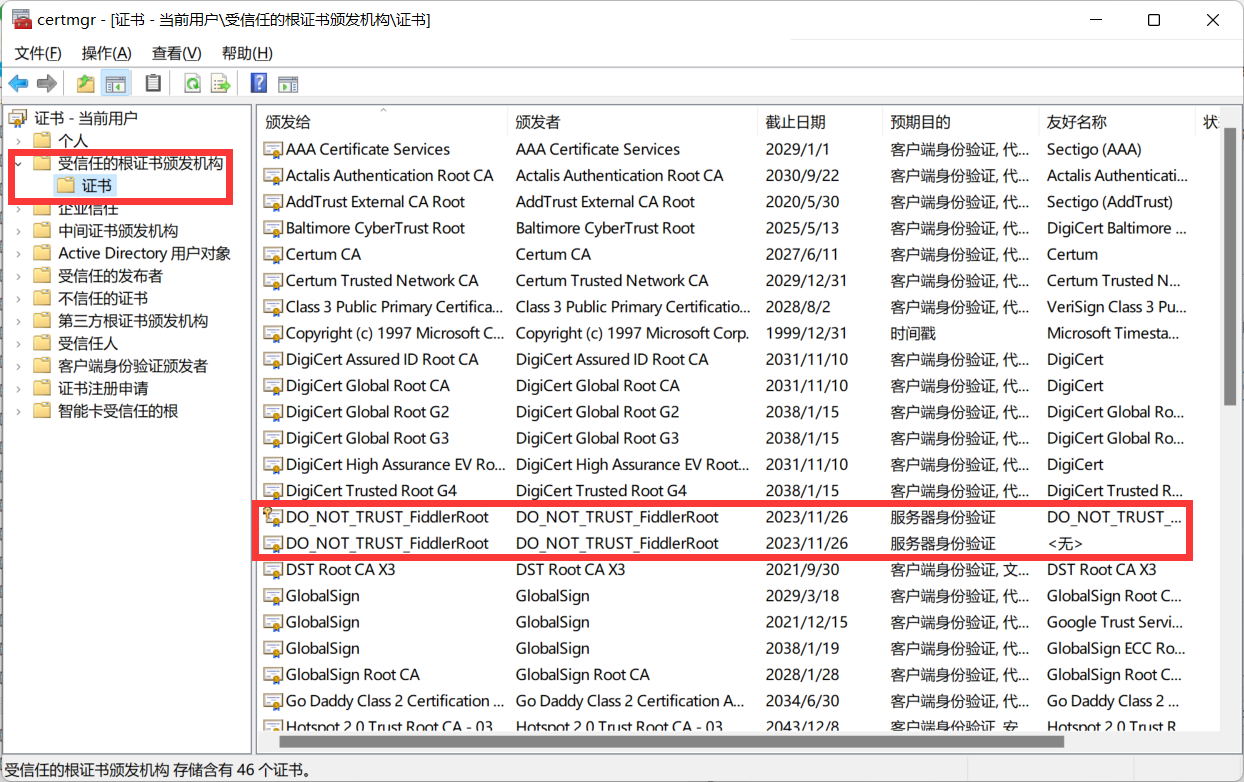 certmgr - [证书 - 当前用户\受信任的根证书颁发机构\证书]
文件(F) 操作(A) 查看(V) 帮助(H)
证书 - 当前用户
个人
受信任的根证书颁发机构
证书
企业信任
中间证书颁发机构
Active Directory 用户对象
受信任的发布者
不信任的证书
第三方根证书颁发机构
受信任人
客户端身份验证颁发者
证书注册申请
智能卡受信任的根
颁发给 颁发者 截止日期 预期目的 友好名称 状
AAA Certificate Services AAA Certificate Services 2029/1/1 客户端身份验证, 代... Sectigo (AAA)
Actalis Authentication Root CA Actalis Authentication Root CA 2030/9/22 客户端身份验证, 代... Actalis Authenticati...
AddTrust External CA Root AddTrust External CA Root 2020/5/30 客户端身份验证, 代... Sectigo (AddTrust)
Baltimore CyberTrust Root Baltimore CyberTrust Root 2025/5/13 客户端身份验证, 代... DigiCert Baltimore ...
Certum CA Certum CA 2027/6/11 客户端身份验证, 代... Certum
Certum Trusted Network CA Certum Trusted Network CA 2029/12/31 客户端身份验证, 代... Certum Trusted N...
Class 3 Public Primary Certifica... Class 3 Public Primary Certificatio... 2028/8/2 客户端身份验证, 代... VeriSign Class 3 Pu...
Copyright (c) 1997 Microsoft C... Copyright (c) 1997 Microsoft Corp. 1999/12/31 时间戳 Microsoft Timesta...
DigiCert Assured ID Root CA DigiCert Assured ID Root CA 2031/11/10 客户端身份验证, 代... DigiCert
DigiCert Global Root CA DigiCert Global Root CA 2031/11/10 客户端身份验证, 代... DigiCert
DigiCert Global Root G2 DigiCert Global Root G2 2038/1/15 客户端身份验证, 代... DigiCert Global Ro...
DigiCert Global Root G3 DigiCert Global Root G3 2038/1/15 客户端身份验证, 代... DigiCert Global Ro...
DigiCert High Assurance EV Ro... DigiCert High Assurance EV Root... 2031/11/10 客户端身份验证, 代... DigiCert
DigiCert Trusted Root G4 DigiCert Trusted Root G4 2038/1/15 客户端身份验证, 代... DigiCert Trusted R...
DO_NOT_TRUST_FiddlerRoot DO_NOT_TRUST_FiddlerRoot 2023/11/26 服务器身份验证 DO_NOT_TRUST_...
DO_NOT_TRUST_FiddlerRoot DO_NOT_TRUST_FiddlerRoot 2023/11/26 服务器身份验证 <无>
DST Root CA X3 DST Root CA X3 2021/9/30 客户端身份验证, 文... DST Root CA X3
GlobalSign GlobalSign 2029/3/18 客户端身份验证, 代... GlobalSign Root C...
GlobalSign GlobalSign 2021/12/15 客户端身份验证, 代... Google Trust Servi...
GlobalSign GlobalSign 2038/1/19 客户端身份验证, 代... GlobalSign ECC Ro...
GlobalSign Root CA GlobalSign Root CA 2028/1/28 客户端身份验证, 代... GlobalSign Root C...
Go Daddy Class 2 Certification ... Go Daddy Class 2 Certification A... 2034/6/30 客户端身份验证, 代... Go Daddy Class 2 ...
Hotspot 2.0 Trust Root CA - 03 Hotspot 2.0 Trust Root CA - 03 2043/12/8 客户端身份验证, 安... Hotspot 2.0 Trust R...
受信任的根证书颁发机构 存储含有 46 个证书。